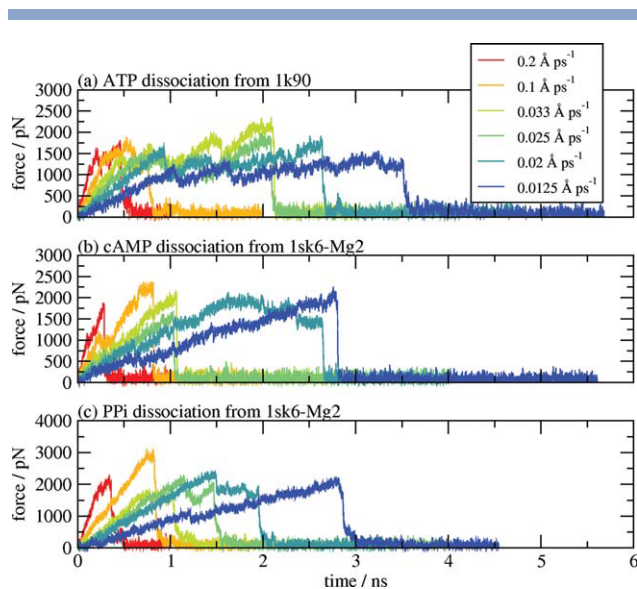 0.2 Å ps-1
0.1 Å ps-1
0.033 Å ps-1
0.025 Å ps-1
0.02 Å ps-1
0.0125 Å ps-1
(a) ATP dissociation from 1k90
force / pN
3000
2500
2000
1500
1000
500
0
(b) cAMP dissociation from 1sk6-Mg2
force / pN
3000
2500
2000
1500
1000
500
0
(c) PPi dissociation from 1sk6-Mg2
force / pN
4000
3000
2000
1000
0
0 0.5 1 2 3 4 5 6
time / ns